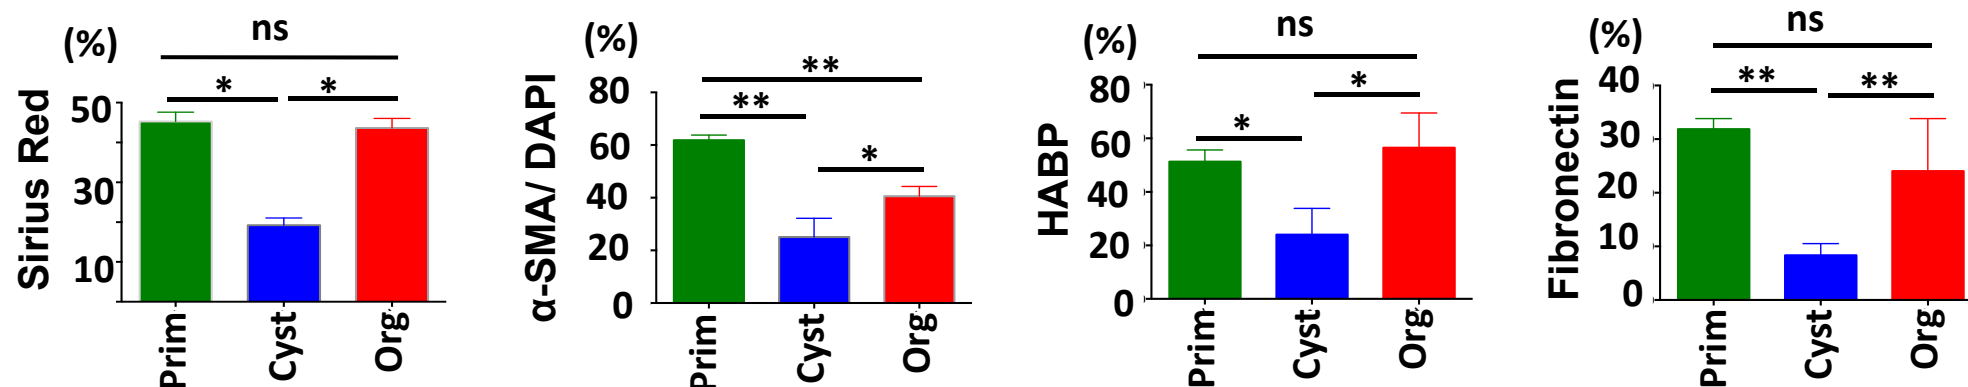 (%)
ns
*
*
Sirius Red
50
30
10
Prim
Cyst
Org
(%)
**
**
*
α-SMA/ DAPI
80
60
40
20
0
Prim
Cyst
Org
(%)
ns
*
*
HABP
80
60
40
20
0
Prim
Cyst
Org
(%)
ns
**
**
Fibronectin
40
30
20
10
0
Prim
Cyst
Org